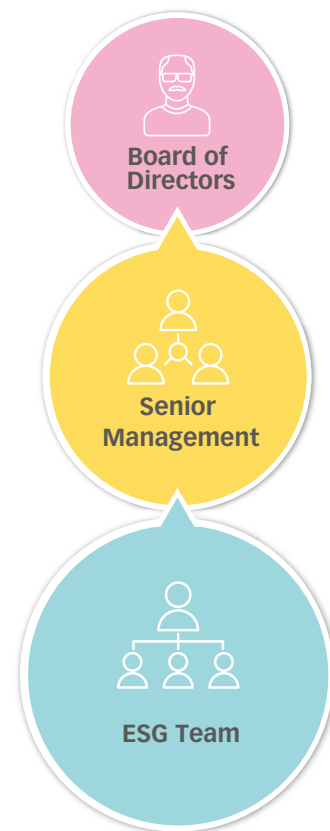 Board of
Directors
Senior
Management
ESG Team